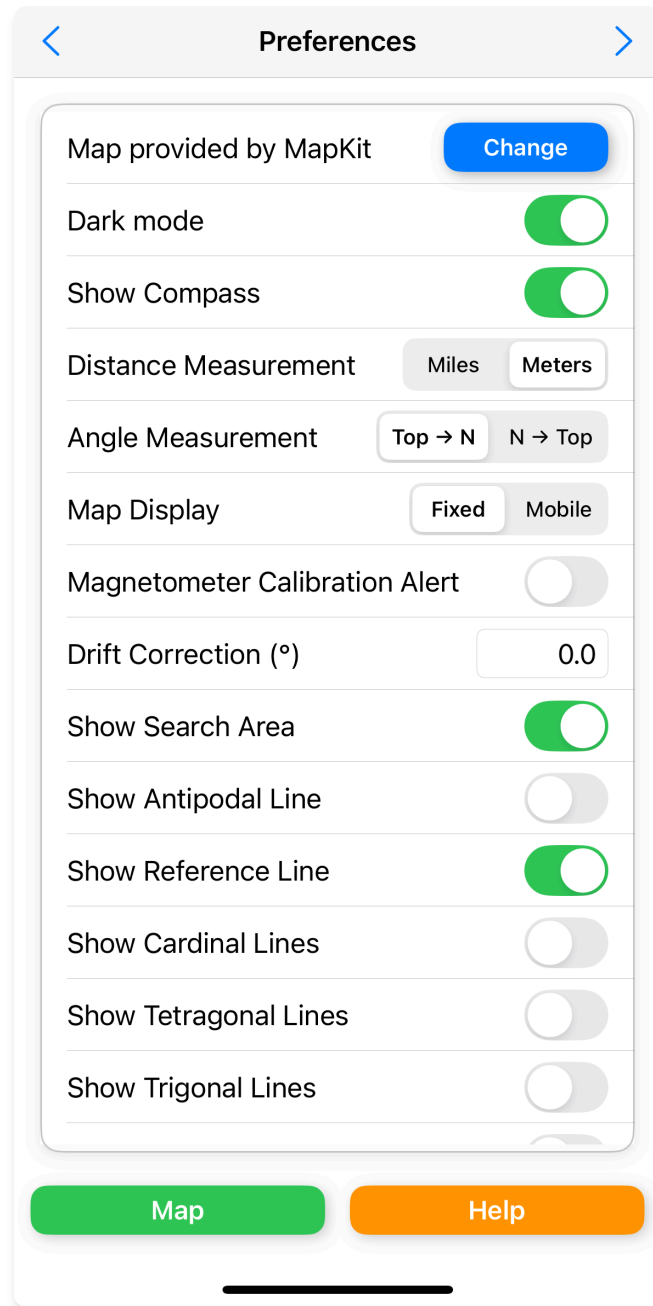 Preferences
Map provided by MapKit Change
Dark mode
Show Compass
Distance Measurement Miles Meters
Angle Measurement Top → N N → Top
Map Display Fixed Mobile
Magnetometer Calibration Alert
Drift Correction (°) 0.0
Show Search Area
Show Antipodal Line
Show Reference Line
Show Cardinal Lines
Show Tetragonal Lines
Show Trigonal Lines
Map Help